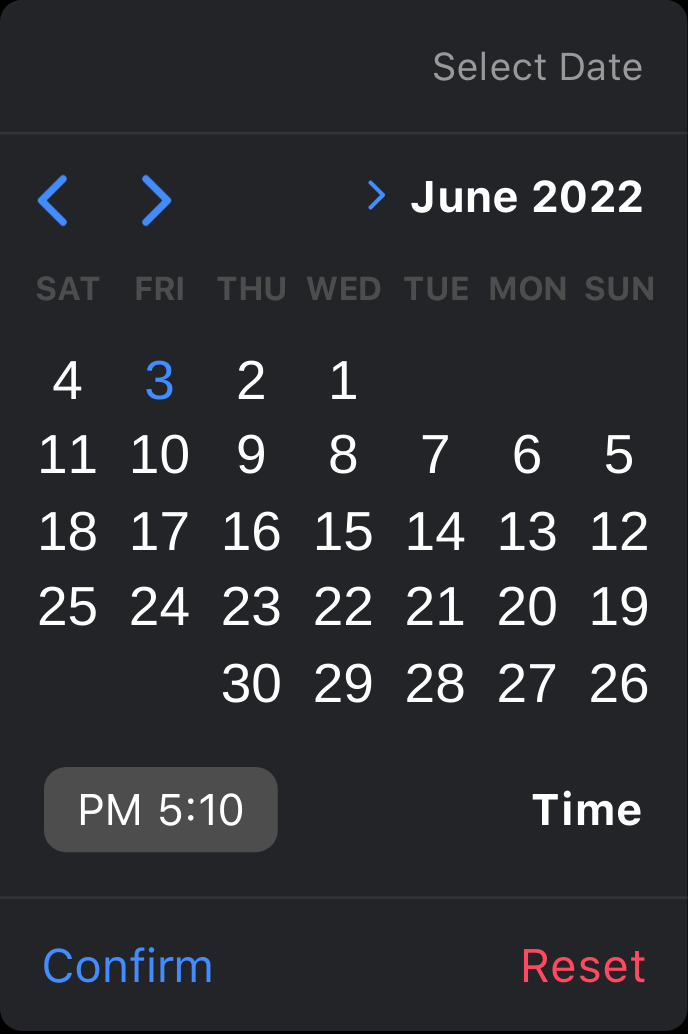 Select Date
June 2022
SAT FRI THU WED TUE MON SUN
4 3 2 1
11 10 9 8 7 6 5
18 17 16 15 14 13 12
25 24 23 22 21 20 19
30 29 28 27 26
PM 5:10 Time
Confirm Reset